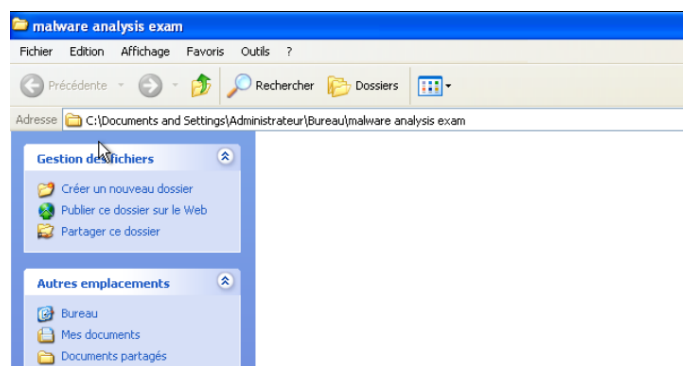 malware analysis exam
Fichier Edition Affichage Favoris Outils ?
Précédente Rechercher Dossiers
Adresse C:\Documents and Settings\Administrateur\Bureau\malware analysis exam
Gestion des fichiers
Créer un nouveau dossier
Publier ce dossier sur le Web
Partager ce dossier
Autres emplacements
Bureau
Mes documents
Documents partagés